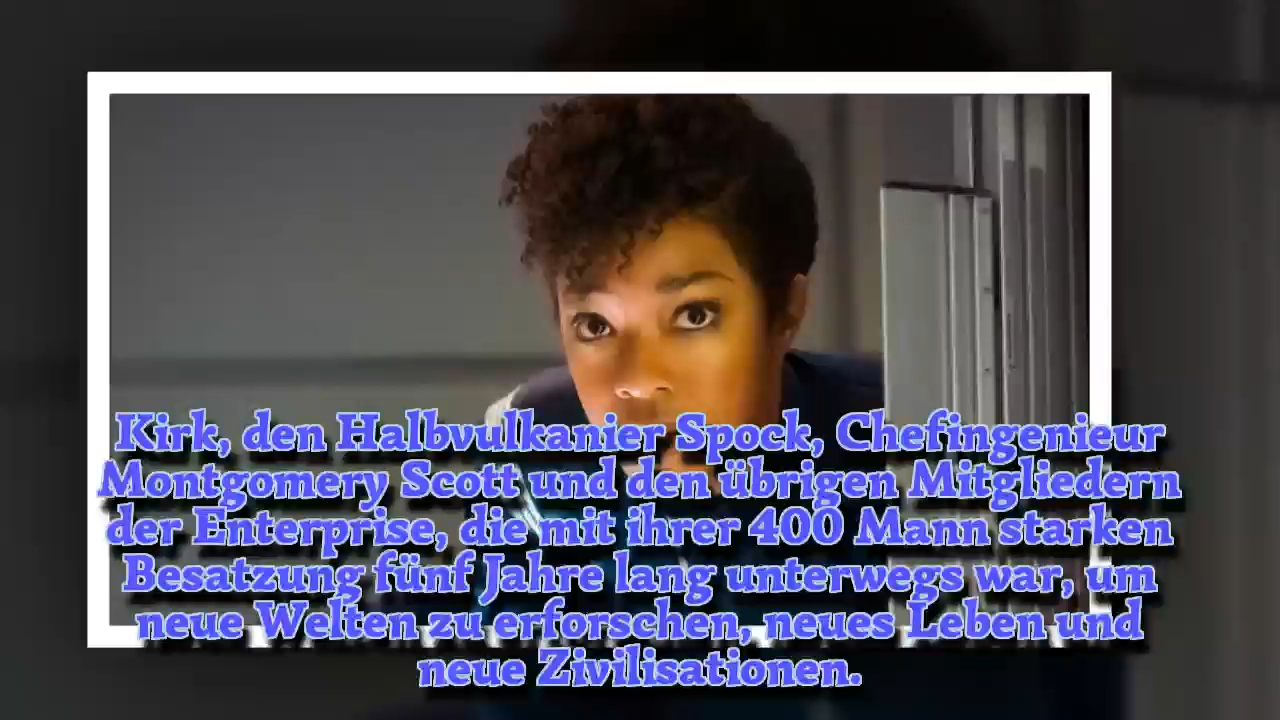 Kirk, den Halbvulkanier Spock, Chefingenieur
Montgomery Scott und den übrigen Mitgliedern
der Enterprise, die mit ihrer 400 Mann starken
Besatzung fünf Jahre lang unterwegs war, um
neue Welten zu erforschen, neues Leben und
neue Zivilisationen.